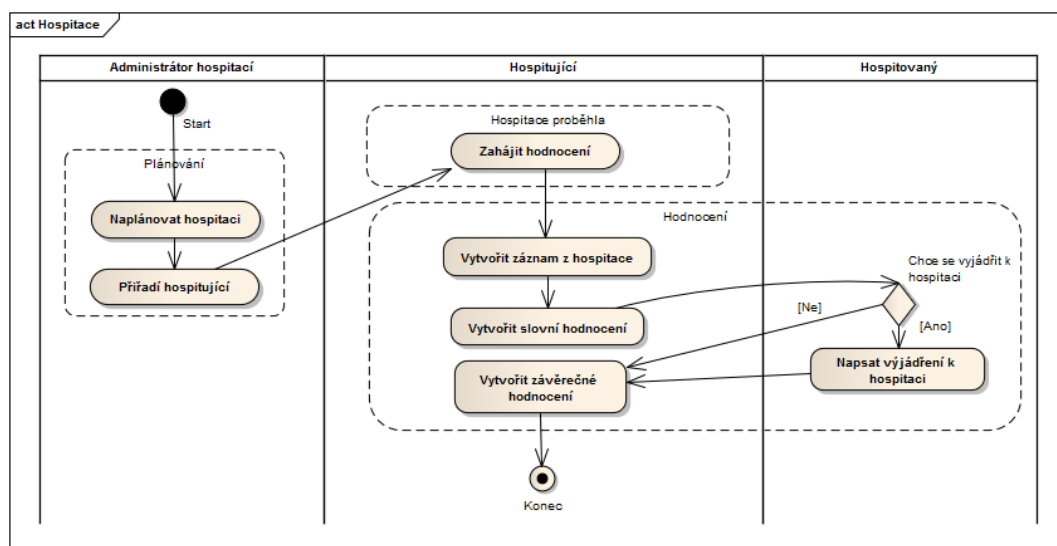 act Hospitace
Administrátor hospitací
Hospitující
Hospitovaný
Start
Plánování
Naplánovat hospitaci
Přiřadí hospitující
Hospitace proběhla
Zahájit hodnocení
Hodnocení
Vytvořit záznam z hospitace
Vytvořit slovní hodnocení
Chce se vyjádřit k
hospitaci
[Ne]
[Ano]
Napsat výjádření k
hospitaci
Vytvořit závěrečné
hodnocení
Konec